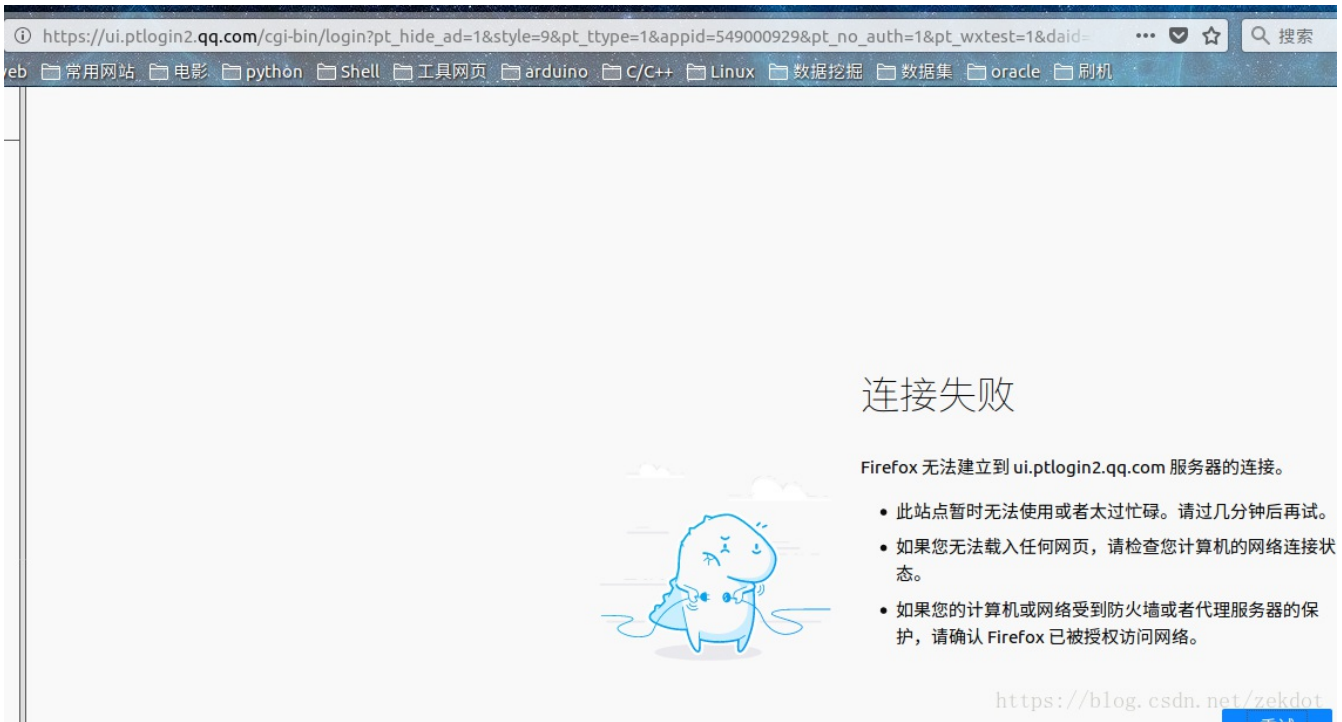 https://ui.ptlogin2.qq.com/cgi-bin/login?pt_hide_ad=1&style=9&pt_ttype=1&appid=549000929&pt_no_auth=1&pt_wxtest=1&daid=
搜索
常用网站 电影 python Shell 工具网页 arduino C/C++ Linux 数据挖掘 数据集 oracle 刷机
连接失败
Firefox 无法建立到 ui.ptlogin2.qq.com 服务器的连接。
此站点暂时无法使用或者太过忙碌。请过几分钟后再试。
如果您无法载入任何网页，请检查您计算机的网络连接状
态。
如果您的计算机或网络受到防火墙或者代理服务器的保
护，请确认 Firefox 已被授权访问网络。
https://blog.csdn.net/zekdot